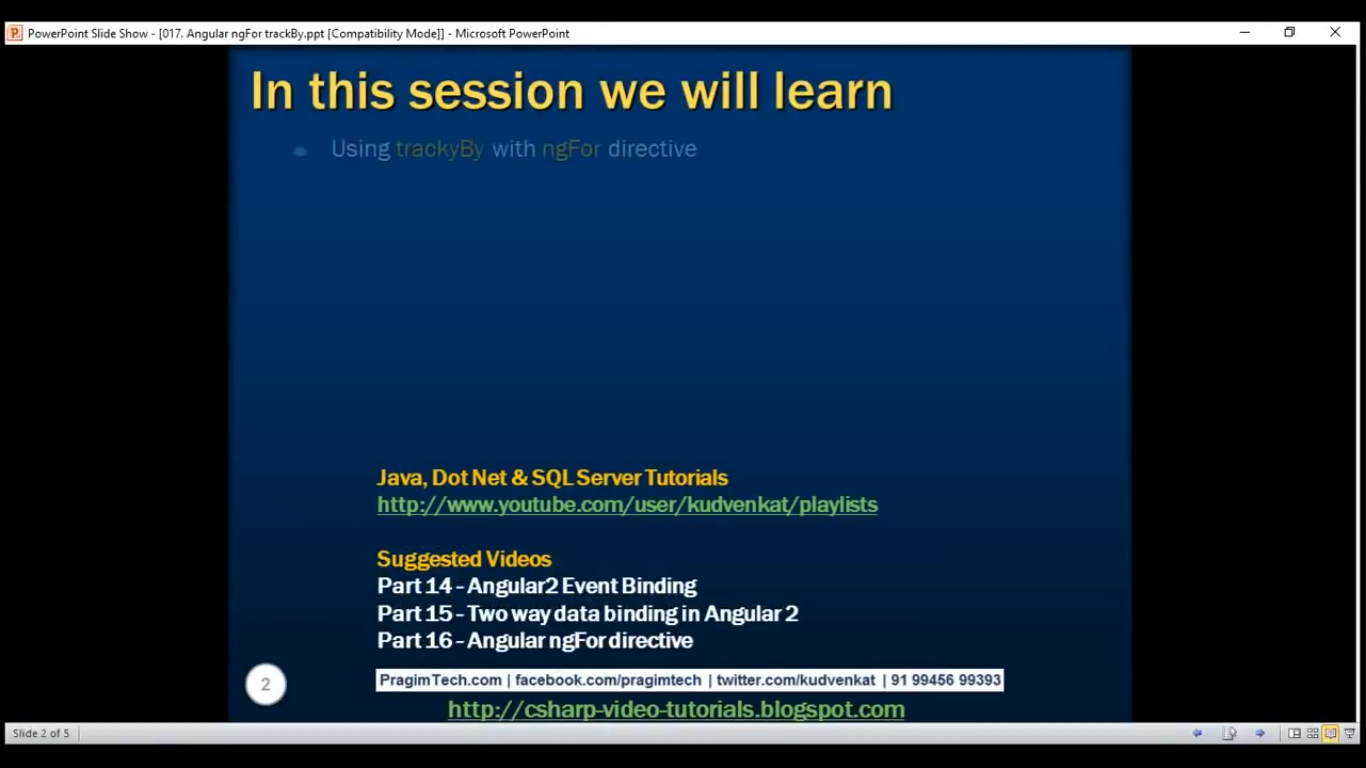 PowerPoint Slide Show - [017. Angular ngFor trackBy.ppt [Compatibility Mode]] - Microsoft PowerPoint
In this session we will learn
Using trackyBy with ngFor directive
Java, Dot Net & SQL Server Tutorials
http://www.youtube.com/user/kudvenkat/playlists
Suggested Videos
Part 14 - Angular2 Event Binding
Part 15 - Two way data binding in Angular 2
Part 16 - Angular ngFor directive
2
PragimTech.com | facebook.com/pragimtech | twitter.com/kudvenkat | 91 99456 99393
http://csharp-video-tutorials.blogspot.com
Slide 2 of 5